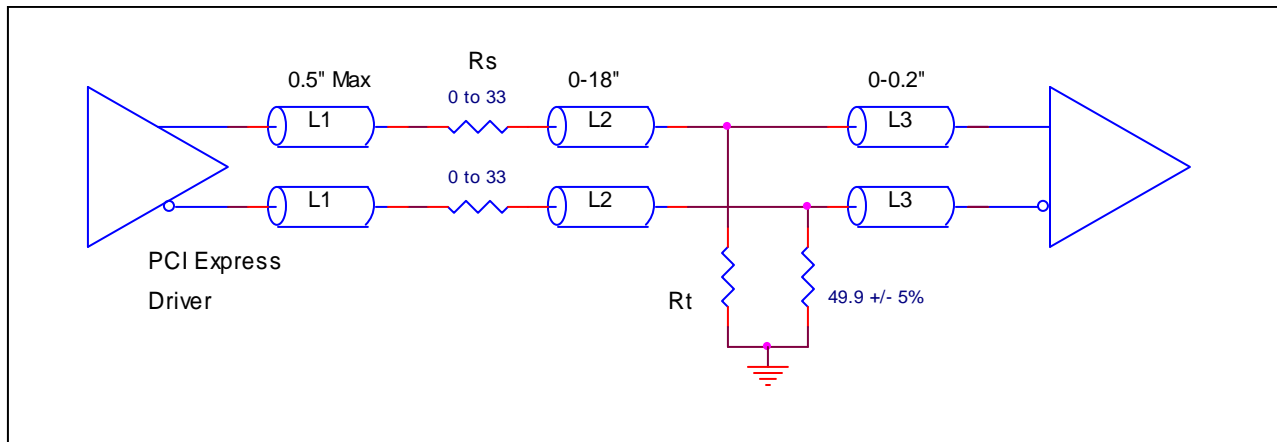 Rs
0.5" Max
0-18"
0-0.2"
0 to 33
L1
L2
L3
0 to 33
L1
L2
L3
PCI Express
Driver
Rt
49.9 +/- 5%